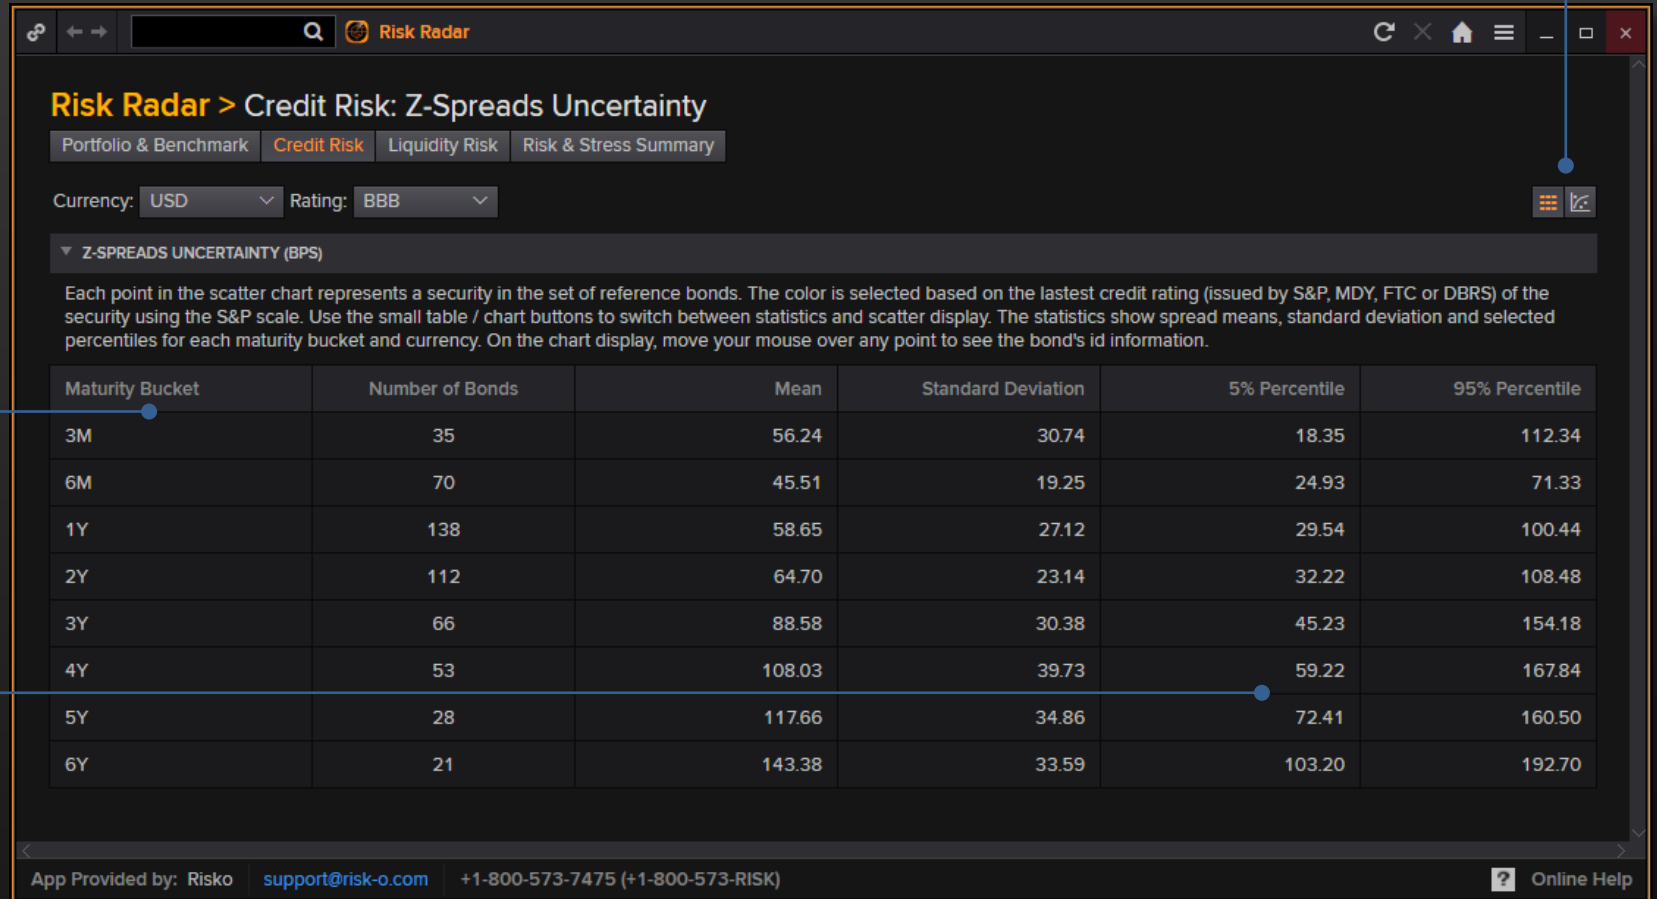 Risk Radar
Risk Radar > Credit Risk: Z-Spreads Uncertainty
Portfolio & Benchmark Credit Risk Liquidity Risk Risk & Stress Summary
Currency: USD Rating: BBB
Z-SPREADS UNCERTAINTY (BPS)
Each point in the scatter chart represents a security in the set of reference bonds. The color is selected based on the lastest credit rating (issued by S&P, MDY, FTC or DBRS) of the
security using the S&P scale. Use the small table / chart buttons to switch between statistics and scatter display. The statistics show spread means, standard deviation and selected
percentiles for each maturity bucket and currency. On the chart display, move your mouse over any point to see the bond's id information.
Maturity Bucket Number of Bonds Mean Standard Deviation 5% Percentile 95% Percentile
3M 35 56.24 30.74 18.35 112.34
6M 70 45.51 19.25 24.93 71.33
1Y 138 58.65 27.12 29.54 100.44
2Y 112 64.70 23.14 32.22 108.48
3Y 66 88.58 30.38 45.23 154.18
4Y 53 108.03 39.73 59.22 167.84
5Y 28 117.66 34.86 72.41 160.50
6Y 21 143.38 33.59 103.20 192.70
App Provided by: Risko support@risk-o.com +1-800-573-7475 (+1-800-573-RISK) ? Online Help